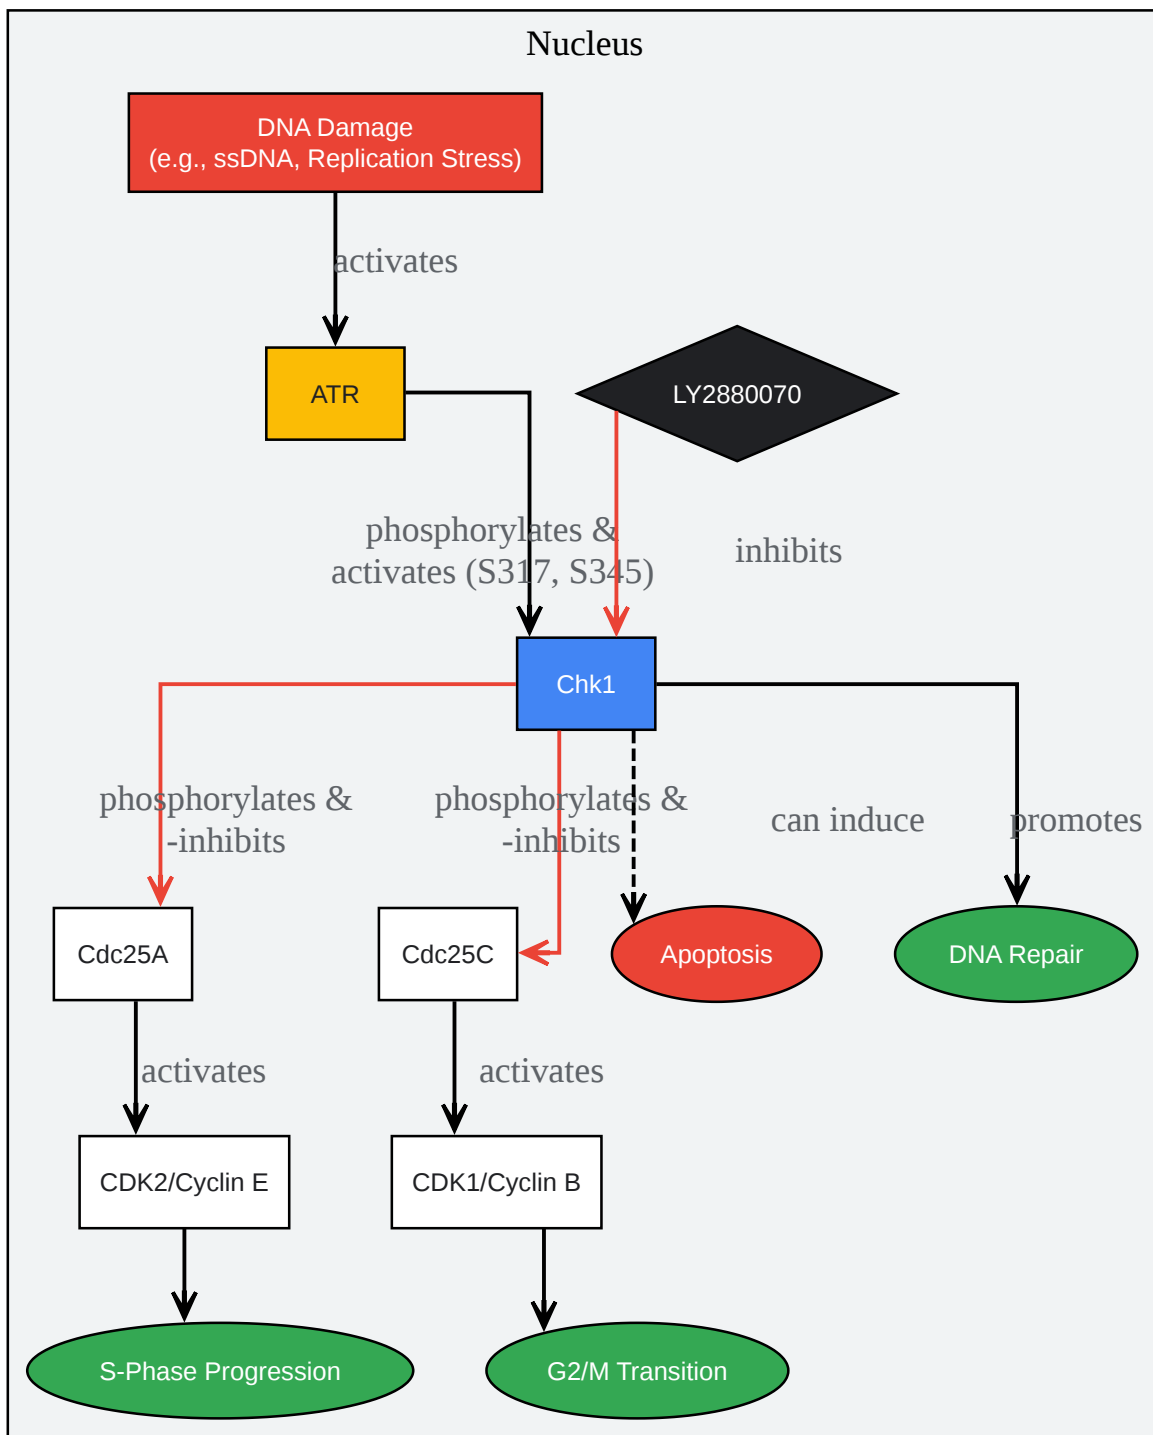 Nucleus
DNA Damage
(e.g., ssDNA, Replication Stress)
activates
ATR
LY2880070
phosphorylates &
activates (S317, S345)
inhibits
Chk1
phosphorylates &
-inhibits
phosphorylates &
-inhibits
can induce
promotes
Cdc25A
Cdc25C
Apoptosis
DNA Repair
activates
activates
CDK2/Cyclin E
CDK1/Cyclin B
S-Phase Progression
G2/M Transition